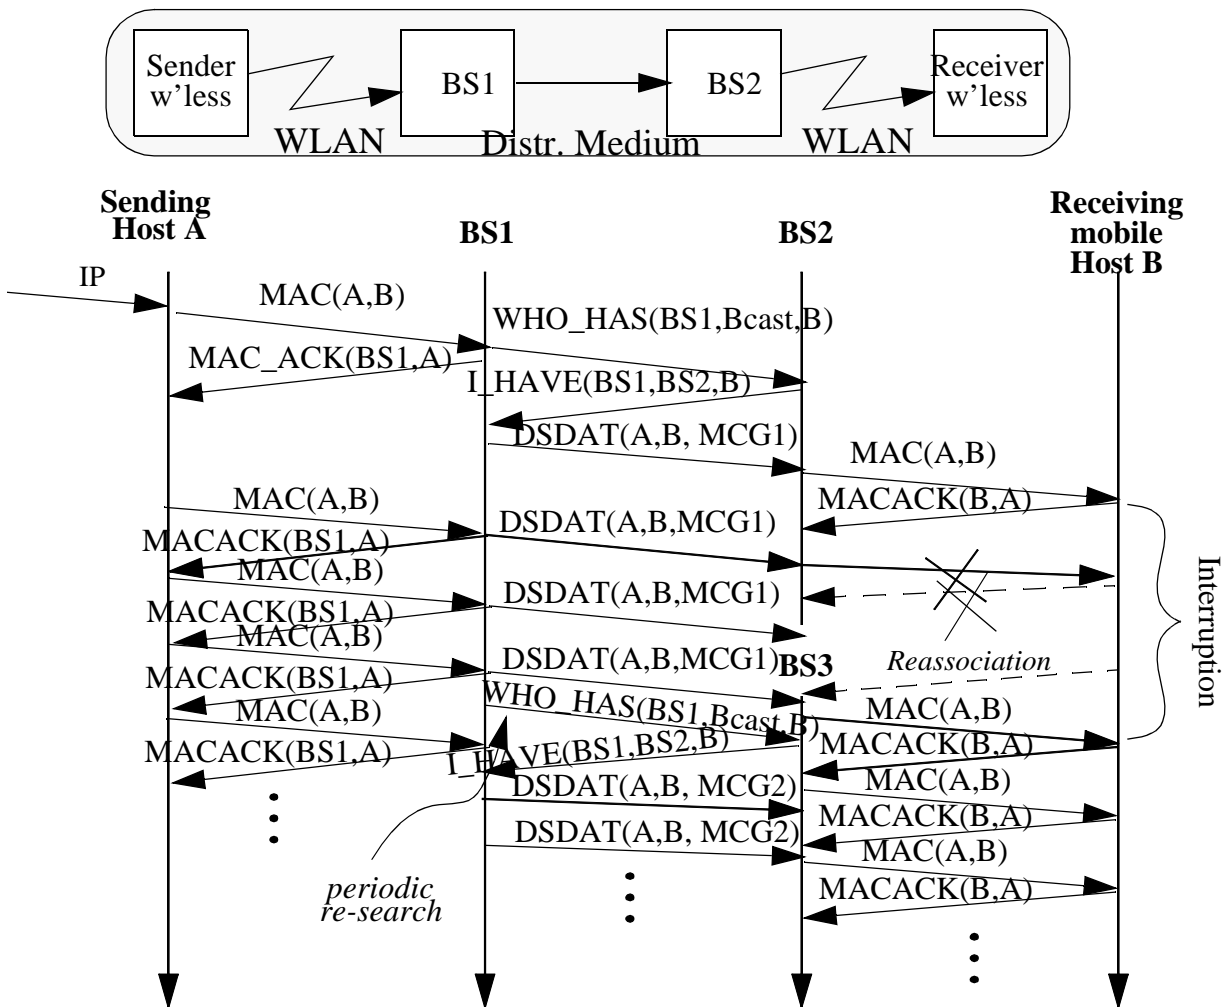 Sender
w'less
BS1
BS2
Receiver
w'less
WLAN
Distr. Medium
WLAN
Sending
Host A
BS1
BS2
Receiving
mobile
Host B
IP
MAC(A,B)
WHO_HAS(BS1,Bcast,B)
MAC_ACK(BS1,A)
I_HAVE(BS1,BS2,B)
DSDAT(A,B, MCG1)
MAC(A,B)
MAC(A,B)
MACACK(B,A)
DSDAT(A,B,MCG1)
MACACK(BS1,A)
MAC(A,B)
DSDAT(A,B,MCG1)
MACACK(BS1,A)
MAC(A,B)
Interruption
DSDAT(A,B,MCG1)
BS3
Reassociation
MACACK(BS1,A)
WHO_HAS(BS1,Bcast,B)
MAC(A,B)
MAC(A,B)
MACACK(BS1,A)
I_HAVE(BS1,BS2,B)
MACACK(B,A)
DSDAT(A,B, MCG2)
MAC(A,B)
DSDAT(A,B, MCG2)
MACACK(B,A)
MAC(A,B)
periodic
re-search
MACACK(B,A)